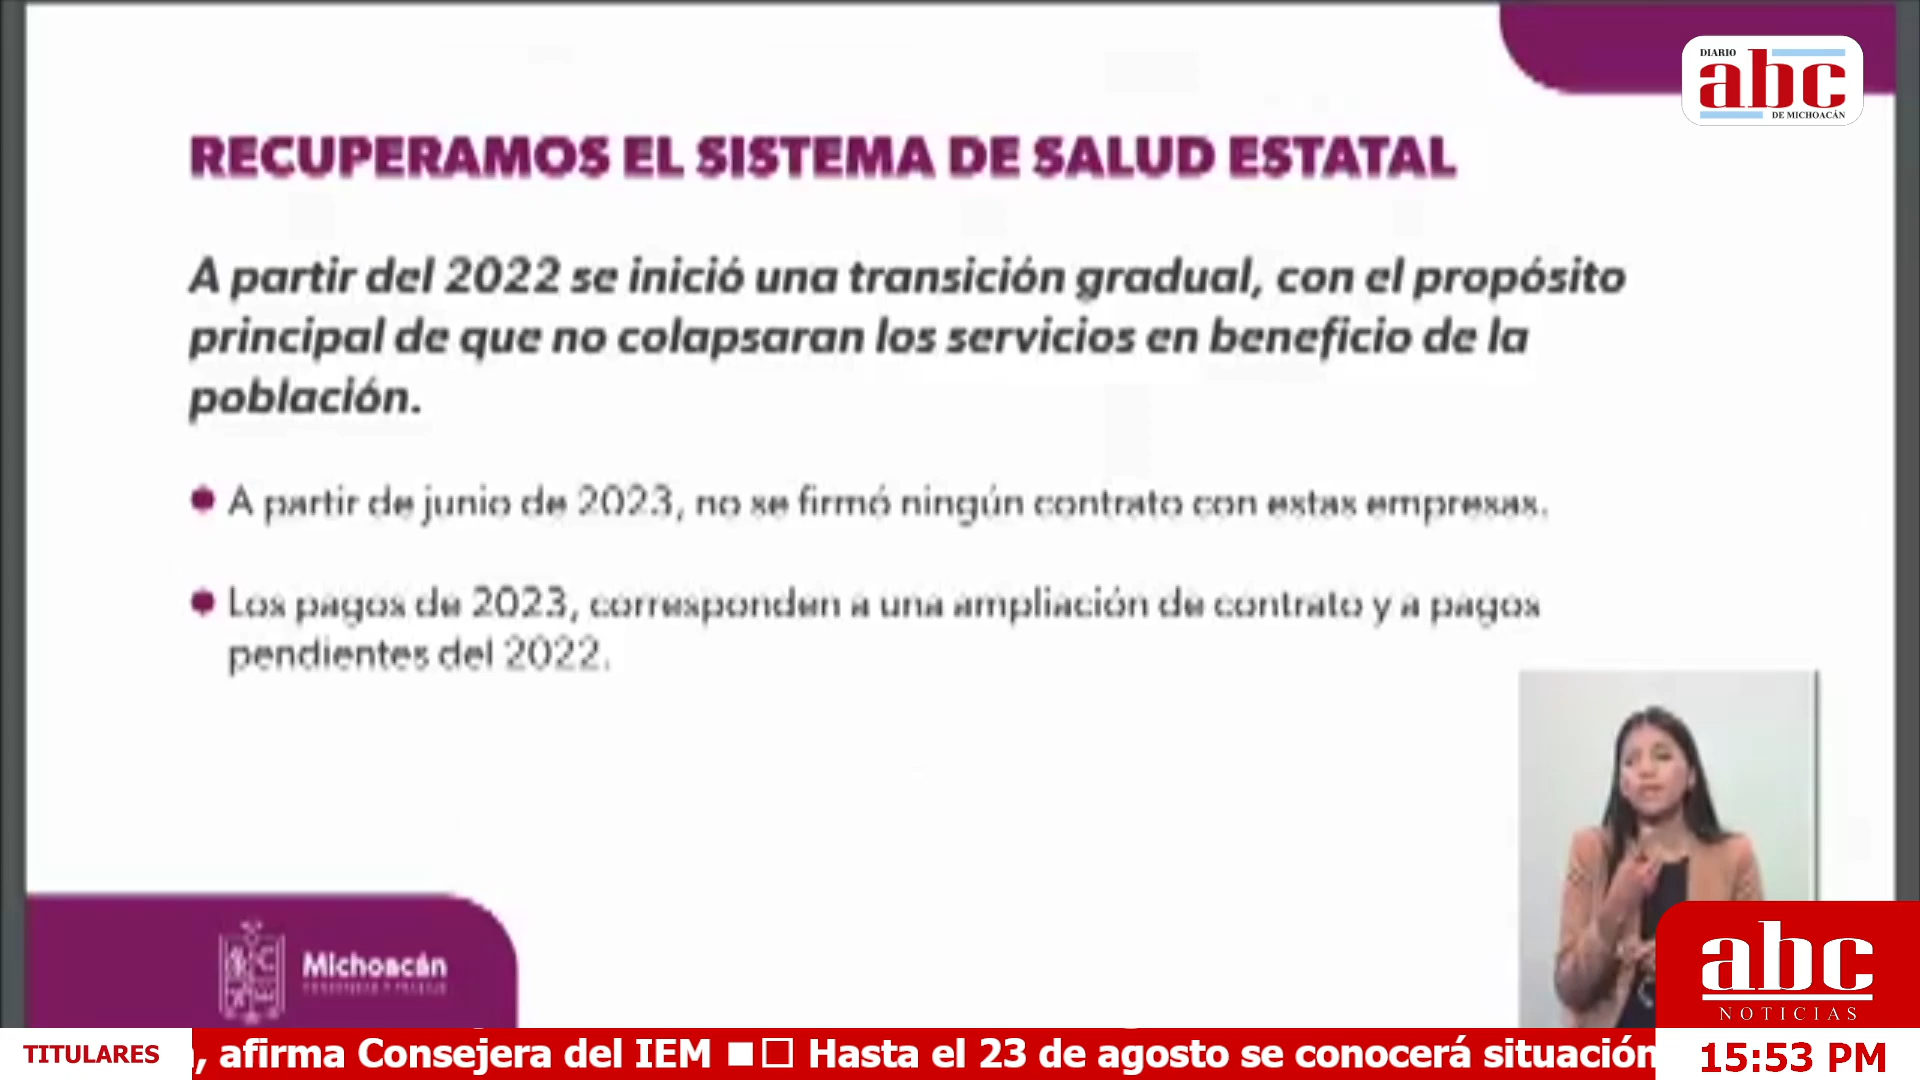 DIARIO
abc
DE MICHOACÁN
RECUPERAMOS EL SISTEMA DE SALUD ESTATAL
A partir del 2022 se inició una transición gradual, con el propósito
principal de que no colapsaran los servicios en beneficio de la
población.
A partir de junio de 2023, no se firmó ningún contrato con estas empresas.
Los pagos de 2023, corresponden a una ampliación de contrato y a pagos
pendientes del 2022.
Michoacán
abc
NOTICIAS
TITULARES
, afirma Consejera del IEM ■□ Hasta el 23 de agosto se conocerá situación
15:53 PM